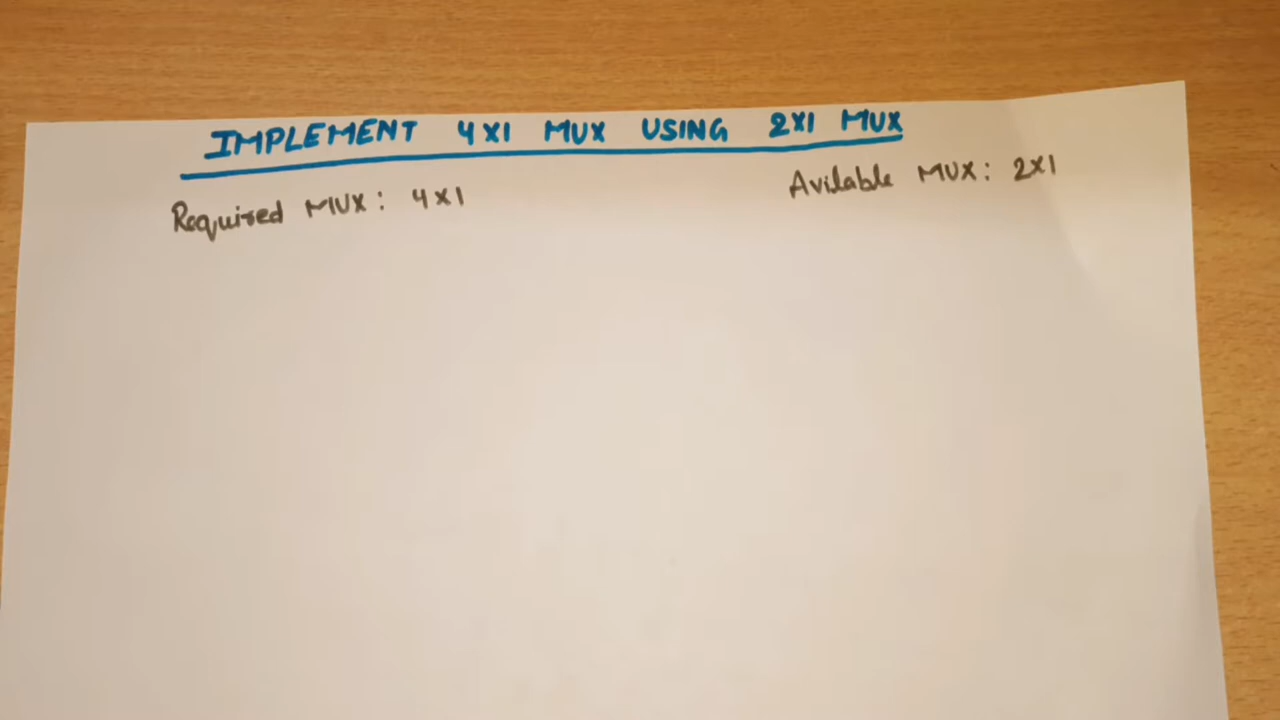 IMPLEMENT 4X1 MUX USING 2X1 MUX
Required MUX: 4X1
Avilable MUX: 2X1